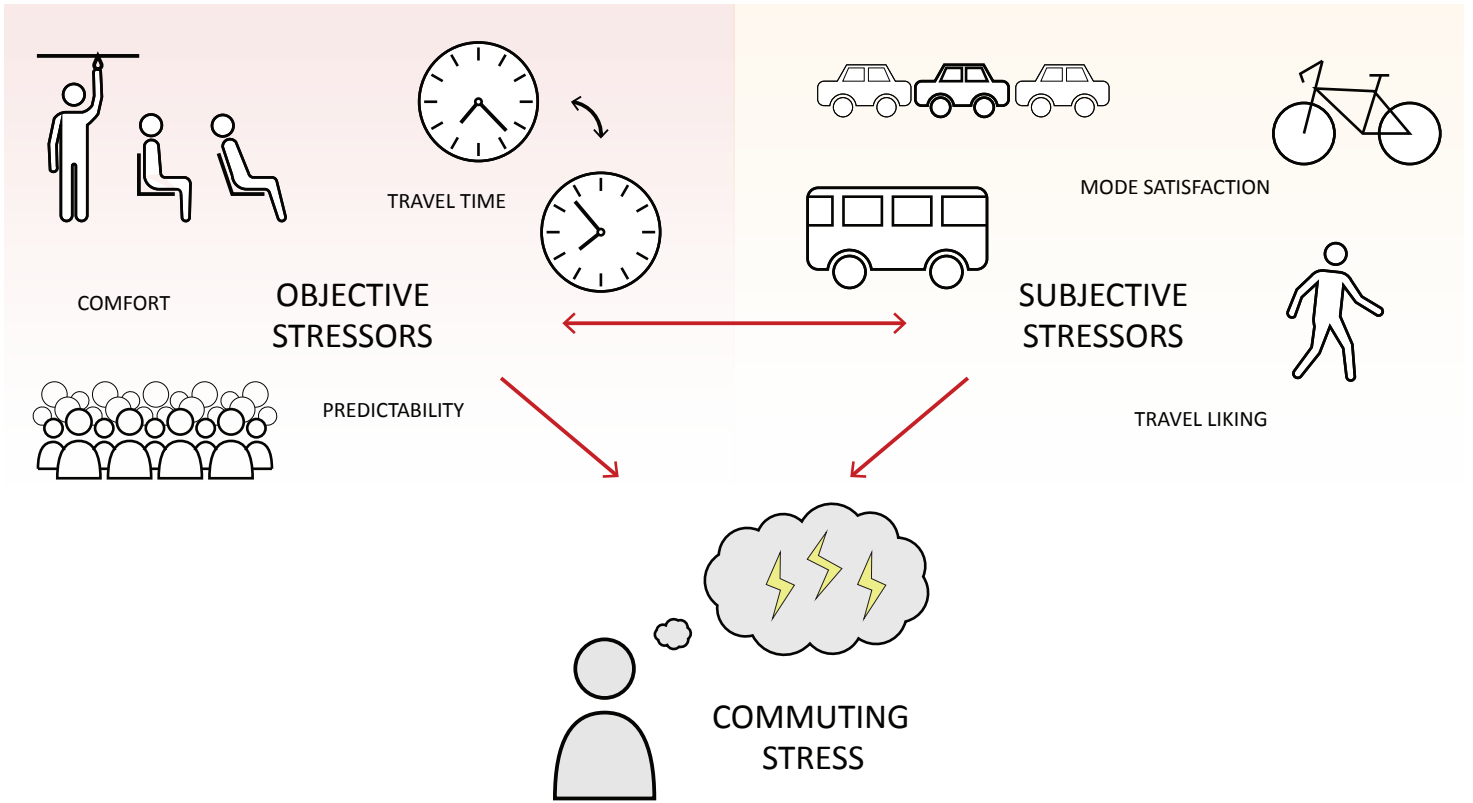 TRAVEL TIME
COMFORT
OBJECTIVE
STRESSORS
PREDICTABILITY
MODE SATISFACTION
SUBJECTIVE
STRESSORS
TRAVEL LIKING
COMMUTING
STRESS